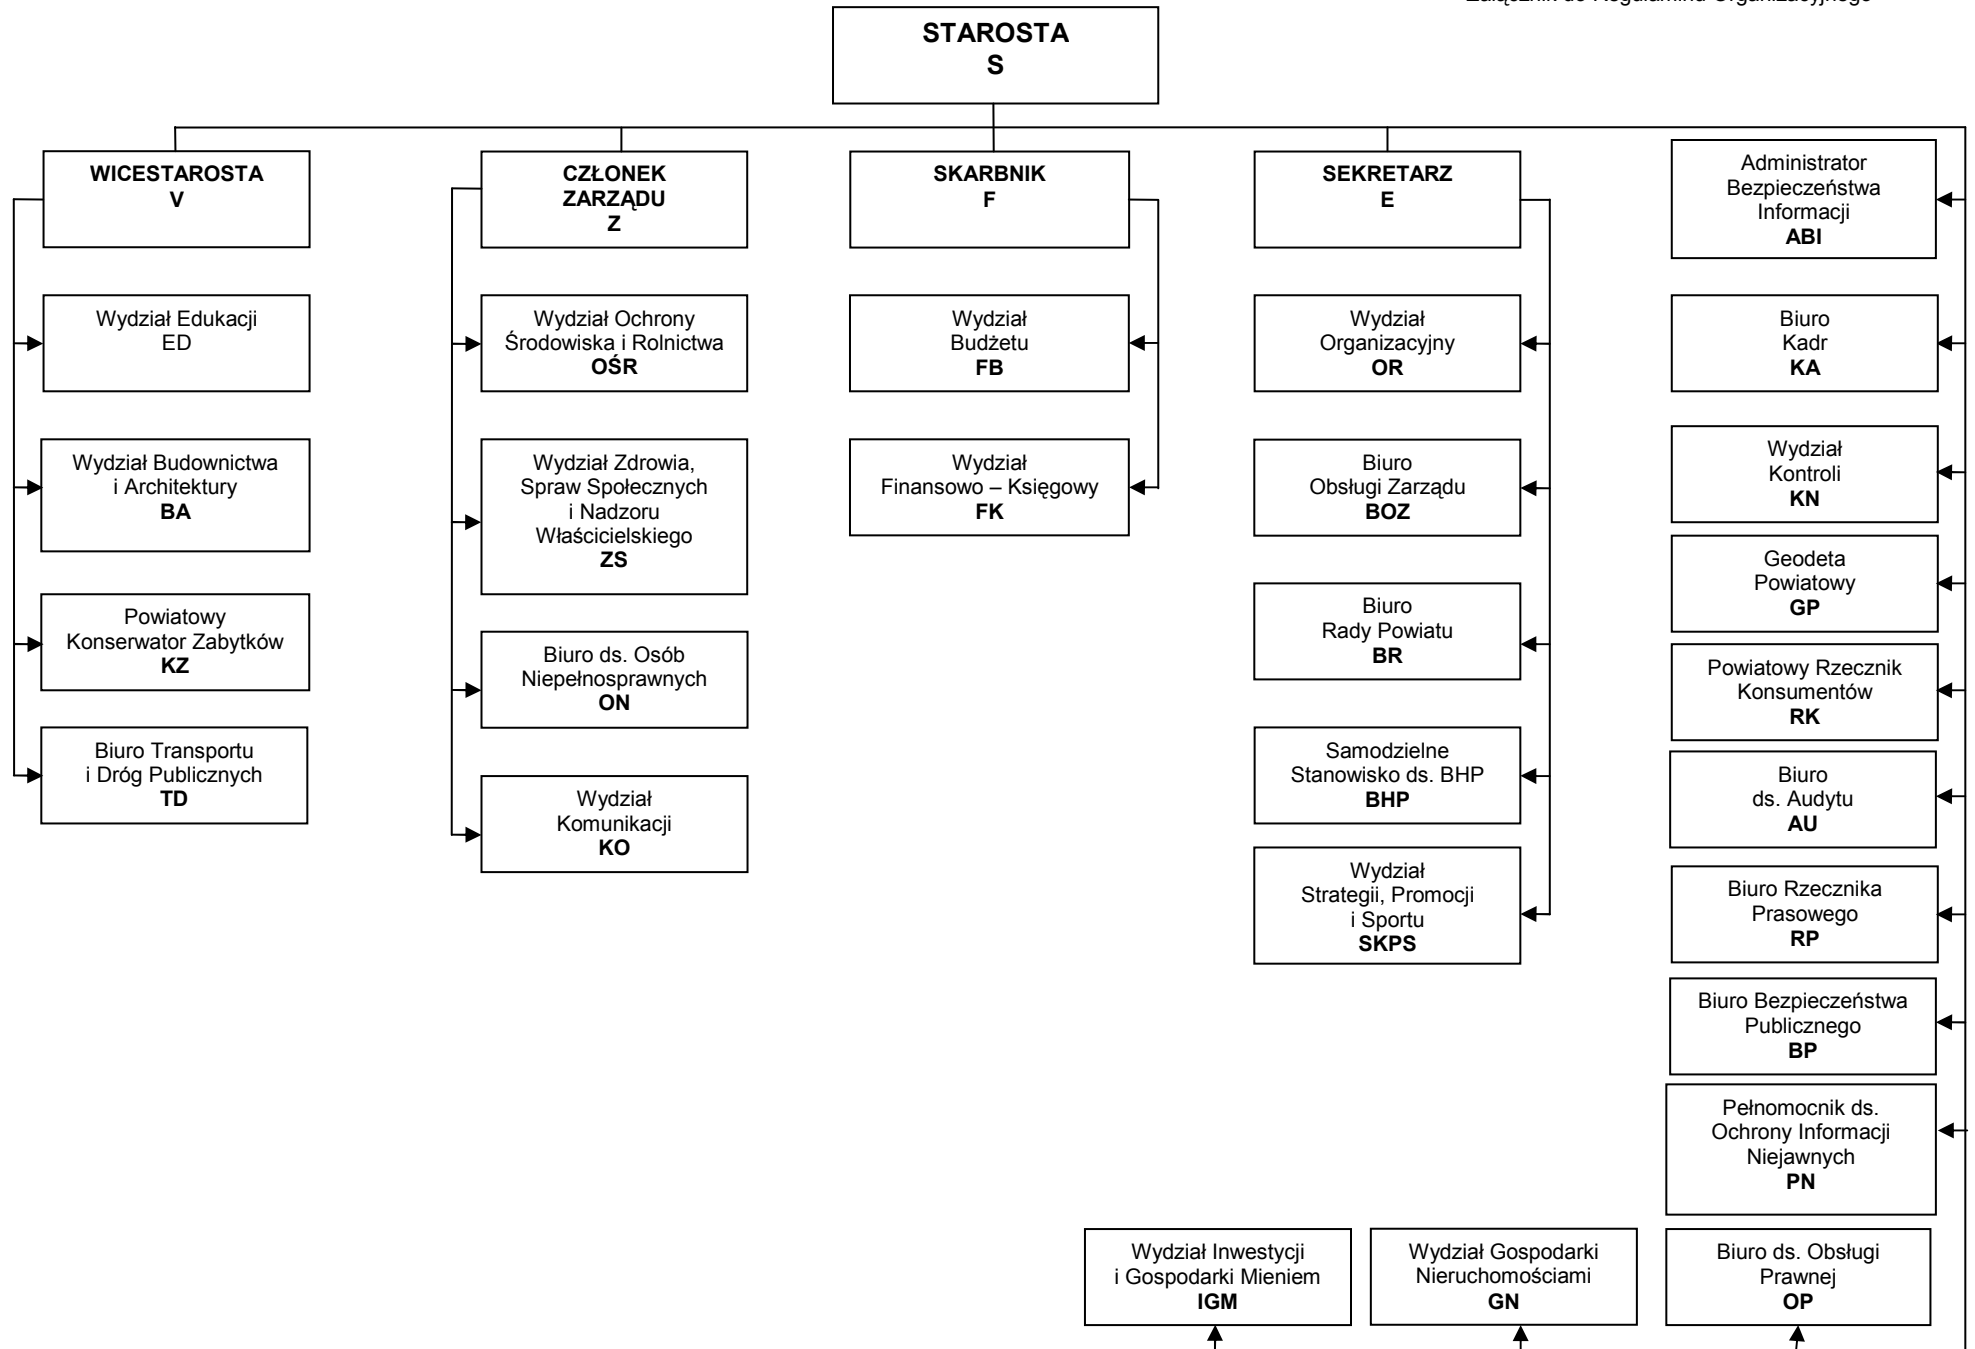 Załącznik do Regulaminu Organizacyjnego
STAROSTA
S
WICESTAROSTA
V
Wydział Edukacji
ED
Wydział Budownictwa
i Architektury
BA
Powiatowy
Konserwator Zabytków
KZ
Biuro Transportu
i Dróg Publicznych
TD
CZŁONEK
ZARZĄDU
Z
Wydział Ochrony
Środowiska i Rolnictwa
OŚR
Wydział Zdrowia,
Spraw Społecznych
i Nadzoru
Właścicielskiego
ZS
Biuro ds. Osób
Niepełnosprawnych
ON
Wydział
Komunikacji
KO
SKARBNIK
F
Wydział
Budżetu
FB
Wydział
Finansowo – Księgowy
FK
SEKRETARZ
E
Wydział
Organizacyjny
OR
Biuro
Obsługi Zarządu
BOZ
Biuro
Rady Powiatu
BR
Samodzielne
Stanowisko ds. BHP
BHP
Wydział
Strategii, Promocji
i Sportu
SKPS
Administrator
Bezpieczeństwa
Informacji
ABI
Biuro
Kadr
KA
Wydział
Kontroli
KN
Geodeta
Powiatowy
GP
Powiatowy Rzecznik
Konsumentów
RK
Biuro
ds. Audytu
AU
Biuro Rzecznika
Prasowego
RP
Biuro Bezpieczeństwa
Publicznego
BP
Pełnomocnik ds.
Ochrony Informacji
Niejawnych
PN
Wydział Inwestycji
i Gospodarki Mieniem
IGM
Wydział Gospodarki
Nieruchomościami
GN
Biuro ds. Obsługi
Prawnej
OP